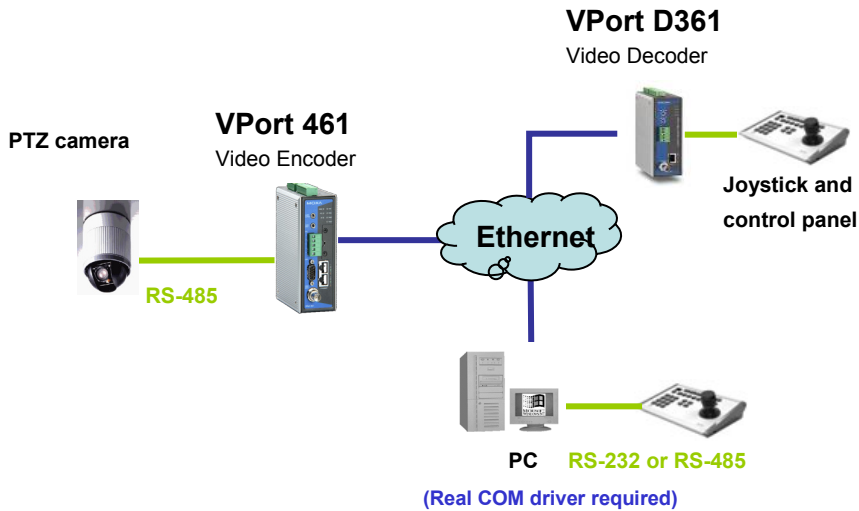 VPort D361
Video Decoder
VPort 461
Video Encoder
PTZ camera
Joystick and
control panel
Ethernet
RS-485
PC
RS-232 or RS-485
(Real COM driver required)